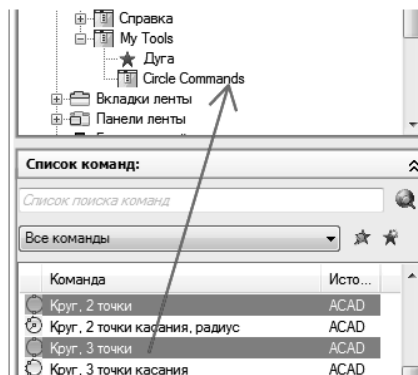 Справка
My Tools
Дуга
Circle Commands
Вкладки ленты
Панели ленты
Список команд:
Список поиска команд
Все команды
Команда Исто...
Круг, 2 точки ACAD
Круг, 2 точки касания, радиус ACAD
Круг, 3 точки ACAD
Круг, 3 точки касания ACAD